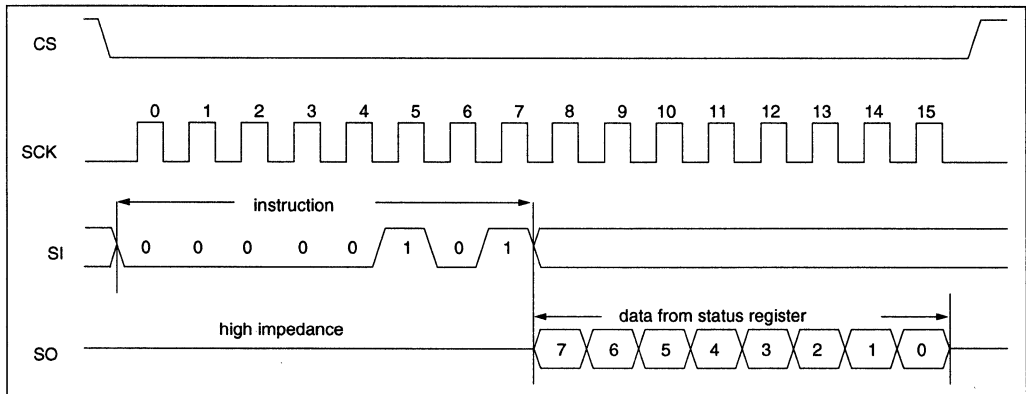 CS
0 1 2 3 4 5 6 7 8 9 10 11 12 13 14 15
SCK
instruction
SI 0 0 0 0 0 1 0 1
data from status register
high impedance
SO 7 6 5 4 3 2 1 0